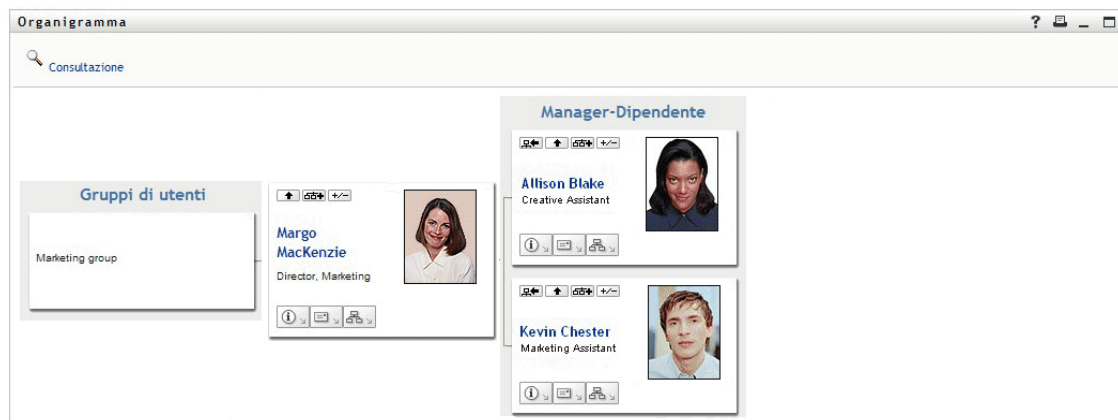 Organigramma
?
Consultazione
Gruppi di utenti
Marketing group
+/−
Margo
MacKenzie
Director, Marketing
Manager-Dipendente
+/−
Allison Blake
Creative Assistant
+/−
Kevin Chester
Marketing Assistant